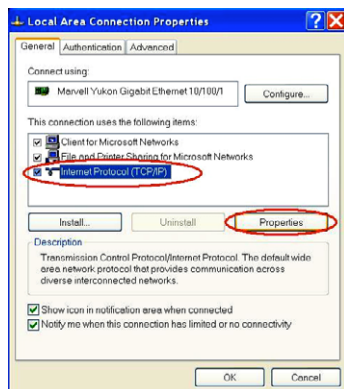 Local Area Connection Properties
General Authentication Advanced
Connect using:
Marvell Yukon Gigabit Ethernet 10/100/1
Configure...
This connection uses the following items:
Client for Microsoft Networks
File and Printer Sharing for Microsoft Networks
Internet Protocol (TCP/IP)
Install... Uninstall Properties
Description
Transmission Control Protocol/Internet Protocol. The default wide
area network protocol that provides communication across
diverse interconnected networks.
Show icon in notification area when connected
Notify me when this connection has limited or no connectivity
OK Cancel